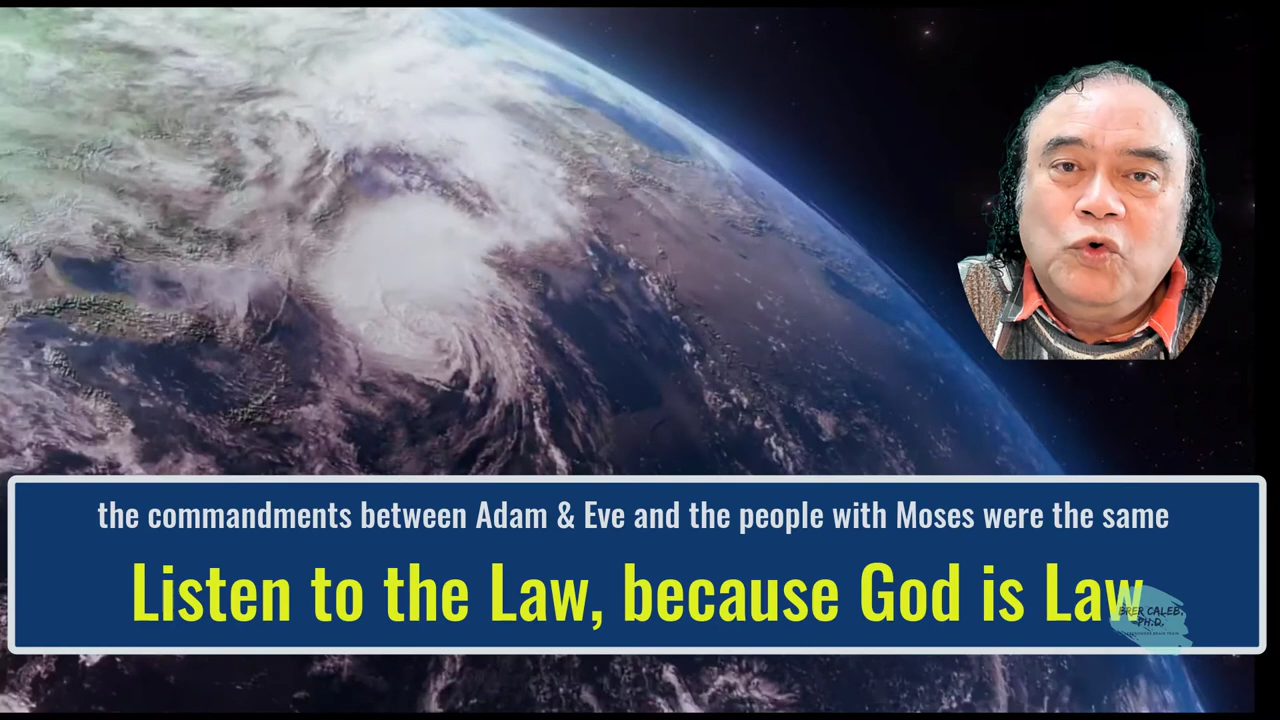 the commandments between Adam & Eve and the people with Moses were the same
Listen to the Law, because God is Law
BRER CALEB,
PH.D.